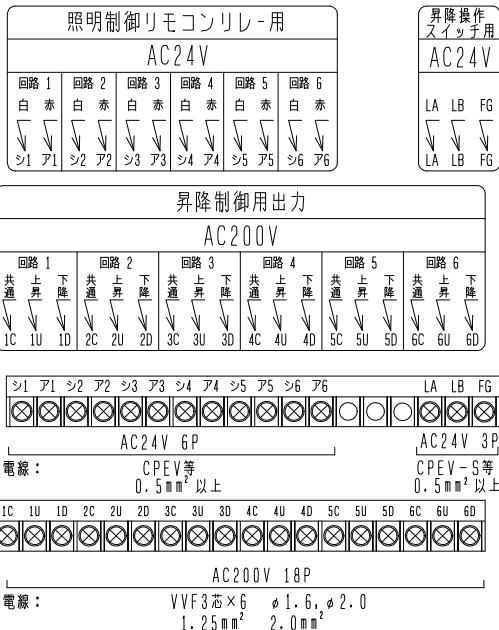 照明制御リモコンリレ-用
AC24V
回路 1 回路 2 回路 3 回路 4 回路 5 回路 6
白 赤 白 赤 白 赤 白 赤 白 赤 白 赤
シ1 ア1 シ2 ア2 シ3 ア3 シ4 ア4 シ5 ア5 シ6 ア6
昇降操作
スイッチ用
AC24V
LA LB FG
LA LB FG
昇降制御用出力
AC200V
回路 1 回路 2 回路 3 回路 4 回路 5 回路 6
共通 上昇 下降 共通 上昇 下降 共通 上昇 下降 共通 上昇 下降 共通 上昇 下降 共通 上昇 下降
1C 1U 1D 2C 2U 2D 3C 3U 3D 4C 4U 4D 5C 5U 5D 6C 6U 6D
シ1 ア1 シ2 ア2 シ3 ア3 シ4 ア4 シ5 ア5 シ6 ア6 LA LB FG
AC24V 6P AC24V 3P
電線： CPEV等 CPEV-S等
0.5mm² 以上 0.5mm² 以上
1C 1U 1D 2C 2U 2D 3C 3U 3D 4C 4U 4D 5C 5U 5D 6C 6U 6D
AC200V 18P
電線： VVF3芯×6 φ1.6,φ2.0
1.25mm² 2.0mm²